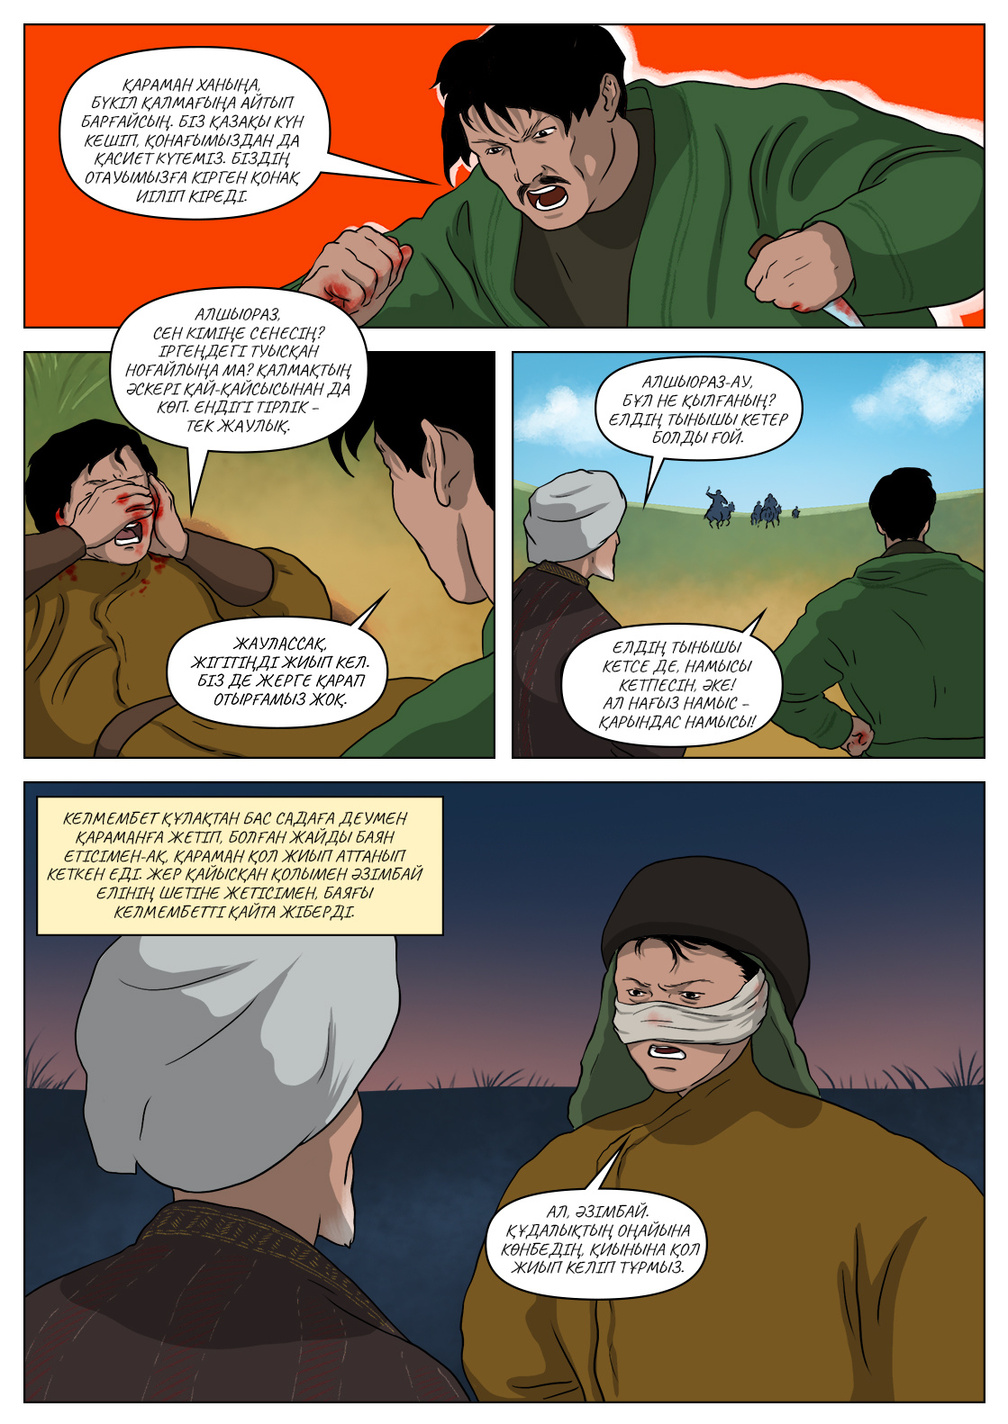 ҚАРАМАН ХАНЫҢА,
БҮКІЛ ҚАЛМАҒЫҢА АЙТЫП
БАРҒАЙСЫҢ. БІЗ ҚАЗАҚЫ КҮН
КЕШІП, ҚОНАҒЫМЫЗДАН ДА
ҚАСИЕТ КҮТЕМІЗ. БІЗДІҢ
ОТАУЫМЫЗҒА КІРГЕН ҚОНАҚ
ИІЛІП КІРЕДІ.
АЛШЫОРАЗ,
СЕН КІМІҢЕ СЕНЕСІҢ?
ІРГЕҢДЕГІ ТУЫСҚАН
НОҒАЙЛЫҢА МА? ҚАЛМАҚТЫҢ
ӘСКЕРІ ҚАЙ-ҚАЙСЫСЫНАН ДА
КӨП. ЕНДІГІ ТІРЛІК –
ТЕК ЖАУЛЫҚ.
ЖАУЛАССАҚ,
ЖІГІТІҢДІ ЖИЫП КЕЛ.
БІЗ ДЕ ЖЕРГЕ ҚАРАП
ОТЫРҒАМЫЗ ЖОҚ.
АЛШЫОРАЗ-АУ,
БҰЛ НЕ ҚЫЛҒАНЫҢ?
ЕЛДІҢ ТЫНЫШЫ КЕТЕР
БОЛДЫ ҒОЙ.
ЕЛДІҢ ТЫНЫШЫ
КЕТСЕ ДЕ, НАМЫСЫ
КЕТПЕСІН, ӘКЕ!
АЛ НАҒЫЗ НАМЫС –
ҚАРЫНДАС НАМЫСЫ!
КЕЛМЕМБЕТ ҚҰЛАҚТАН БАС САДАҒА ДЕУМЕН
ҚАРАМАНҒА ЖЕТІП, БОЛҒАН ЖАЙДЫ БАЯН
ЕТІСІМЕН-АҚ, ҚАРАМАН ҚОЛ ЖИЫП АТТАНЫП
КЕТКЕН ЕДІ. ЖЕР ҚАЙЫСҚАН ҚОЛЫМЕН ӘЗІМБАЙ
ЕЛІНІҢ ШЕТІНЕ ЖЕТІСІМЕН, БАЯҒЫ
КЕЛМЕМБЕТТІ ҚАЙТА ЖІБЕРДІ.
АЛ, ӘЗІМБАЙ.
ҚҰДАЛЫҚТЫҢ ОҢАЙЫНА
КӨНБЕДІҢ, ҚИЫНЫНА ҚОЛ
ЖИЫП КЕЛІП ТҰРМЫЗ.